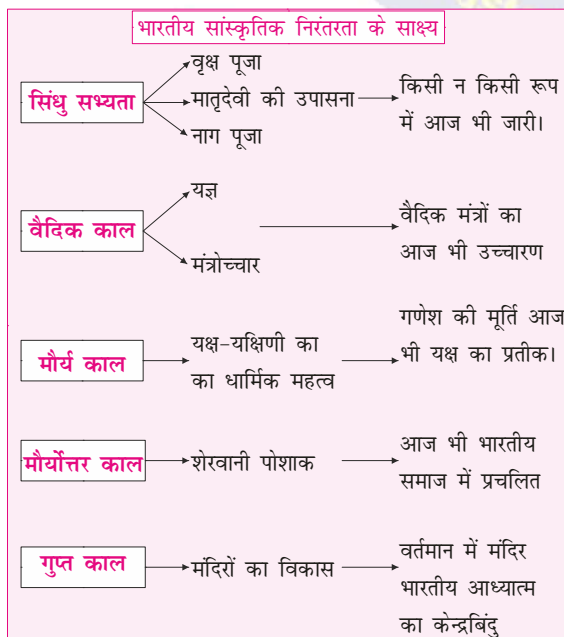 भारतीय सांस्कृतिक निरंतरता के साक्ष्य
सिंधु सभ्यता
वृक्ष पूजा
मातृदेवी की उपासना
नाग पूजा
किसी न किसी रूप
में आज भी जारी।
वैदिक काल
यज्ञ
मंत्रोच्चार
वैदिक मंत्रों का
आज भी उच्चारण
मौर्य काल
यक्ष-यक्षिणी का
का धार्मिक महत्व
गणेश की मूर्ति आज
भी यक्ष का प्रतीक।
मौर्योत्तर काल
शेरवानी पोशाक
आज भी भारतीय
समाज में प्रचलित
गुप्त काल
मंदिरों का विकास
वर्तमान में मंदिर
भारतीय आध्यात्म
का केन्द्रबिंदु